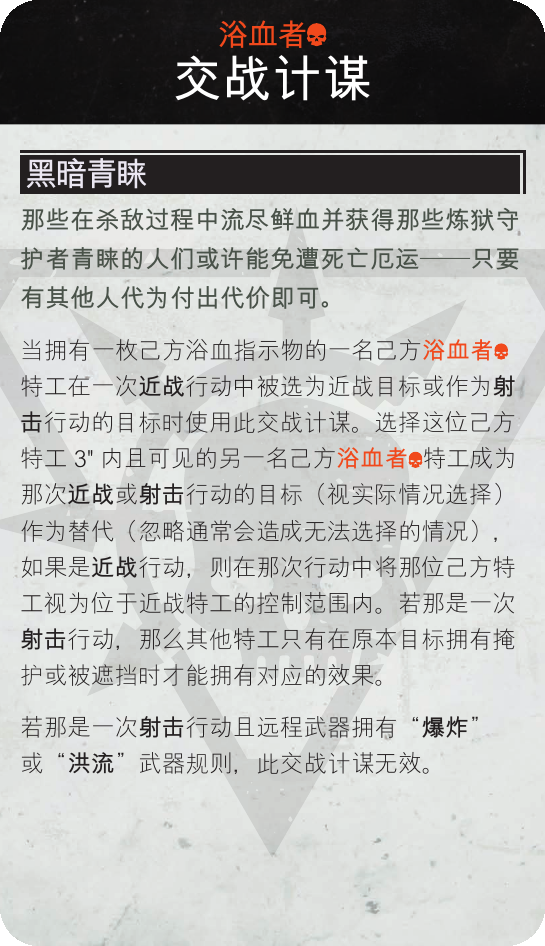 浴血者
交战计谋
黑暗青睐
那些在杀敌过程中流尽鲜血并获得那些炼狱守
护者青睐的人们或许能免遭死亡厄运——只要
有其他人代为付出代价即可。
当拥有一枚己方浴血指示物的一名己方浴血者
特工在一次近战行动中被选为近战目标或作为射
击行动的目标时使用此交战计谋。选择这位己方
特工 3" 内且可见的另一名己方浴血者特工成为
那次近战或射击行动的目标（视实际情况选择）
作为替代（忽略通常会造成无法选择的情况），
如果是近战行动，则在那次行动中将那位己方特
工视为位于近战特工的控制范围内。若那是一次
射击行动，那么其他特工只有在原本目标拥有掩
护或被遮挡时才能拥有对应的效果。
若那是一次射击行动且远程武器拥有“爆炸”
或“洪流”武器规则，此交战计谋无效。